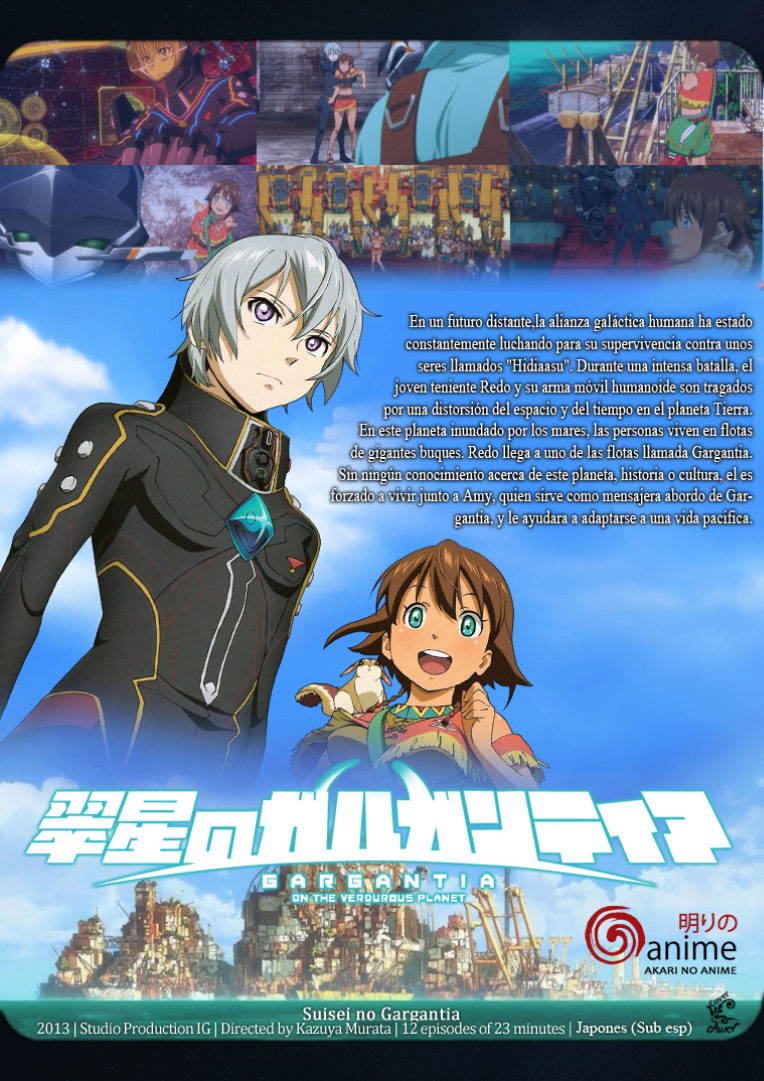 En un futuro distante,la alianza galáctica humana ha estado
constantemente luchando para su supervivencia contra unos
seres llamados "Hidiaasu". Durante una intensa batalla, el
joven teniente Redo y su arma móvil humanoide son tragados
por una distorsión del espacio y del tiempo en el planeta Tierra.
En este planeta inundado por los mares, las personas viven en flotas
de gigantes buques. Redo llega a uno de las flotas llamada Gargantia.
Sin ningún conocimiento acerca de este planeta, historia o cultura, el es
forzado a vivir junto a Amy, quien sirve como mensajera abordo de Gar-
gantia, y le ayudara a adaptarse a una vida pacifica.
翠星のガルガンティア
GARGANTIA
ON THE VERDUROUS PLANET
明りの
anime
AKARI NO ANIME
Suisei no Gargantia
2013 | Studio Production IG | Directed by Kazuya Murata | 12 episodes of 23 minutes | Japones (Sub esp)